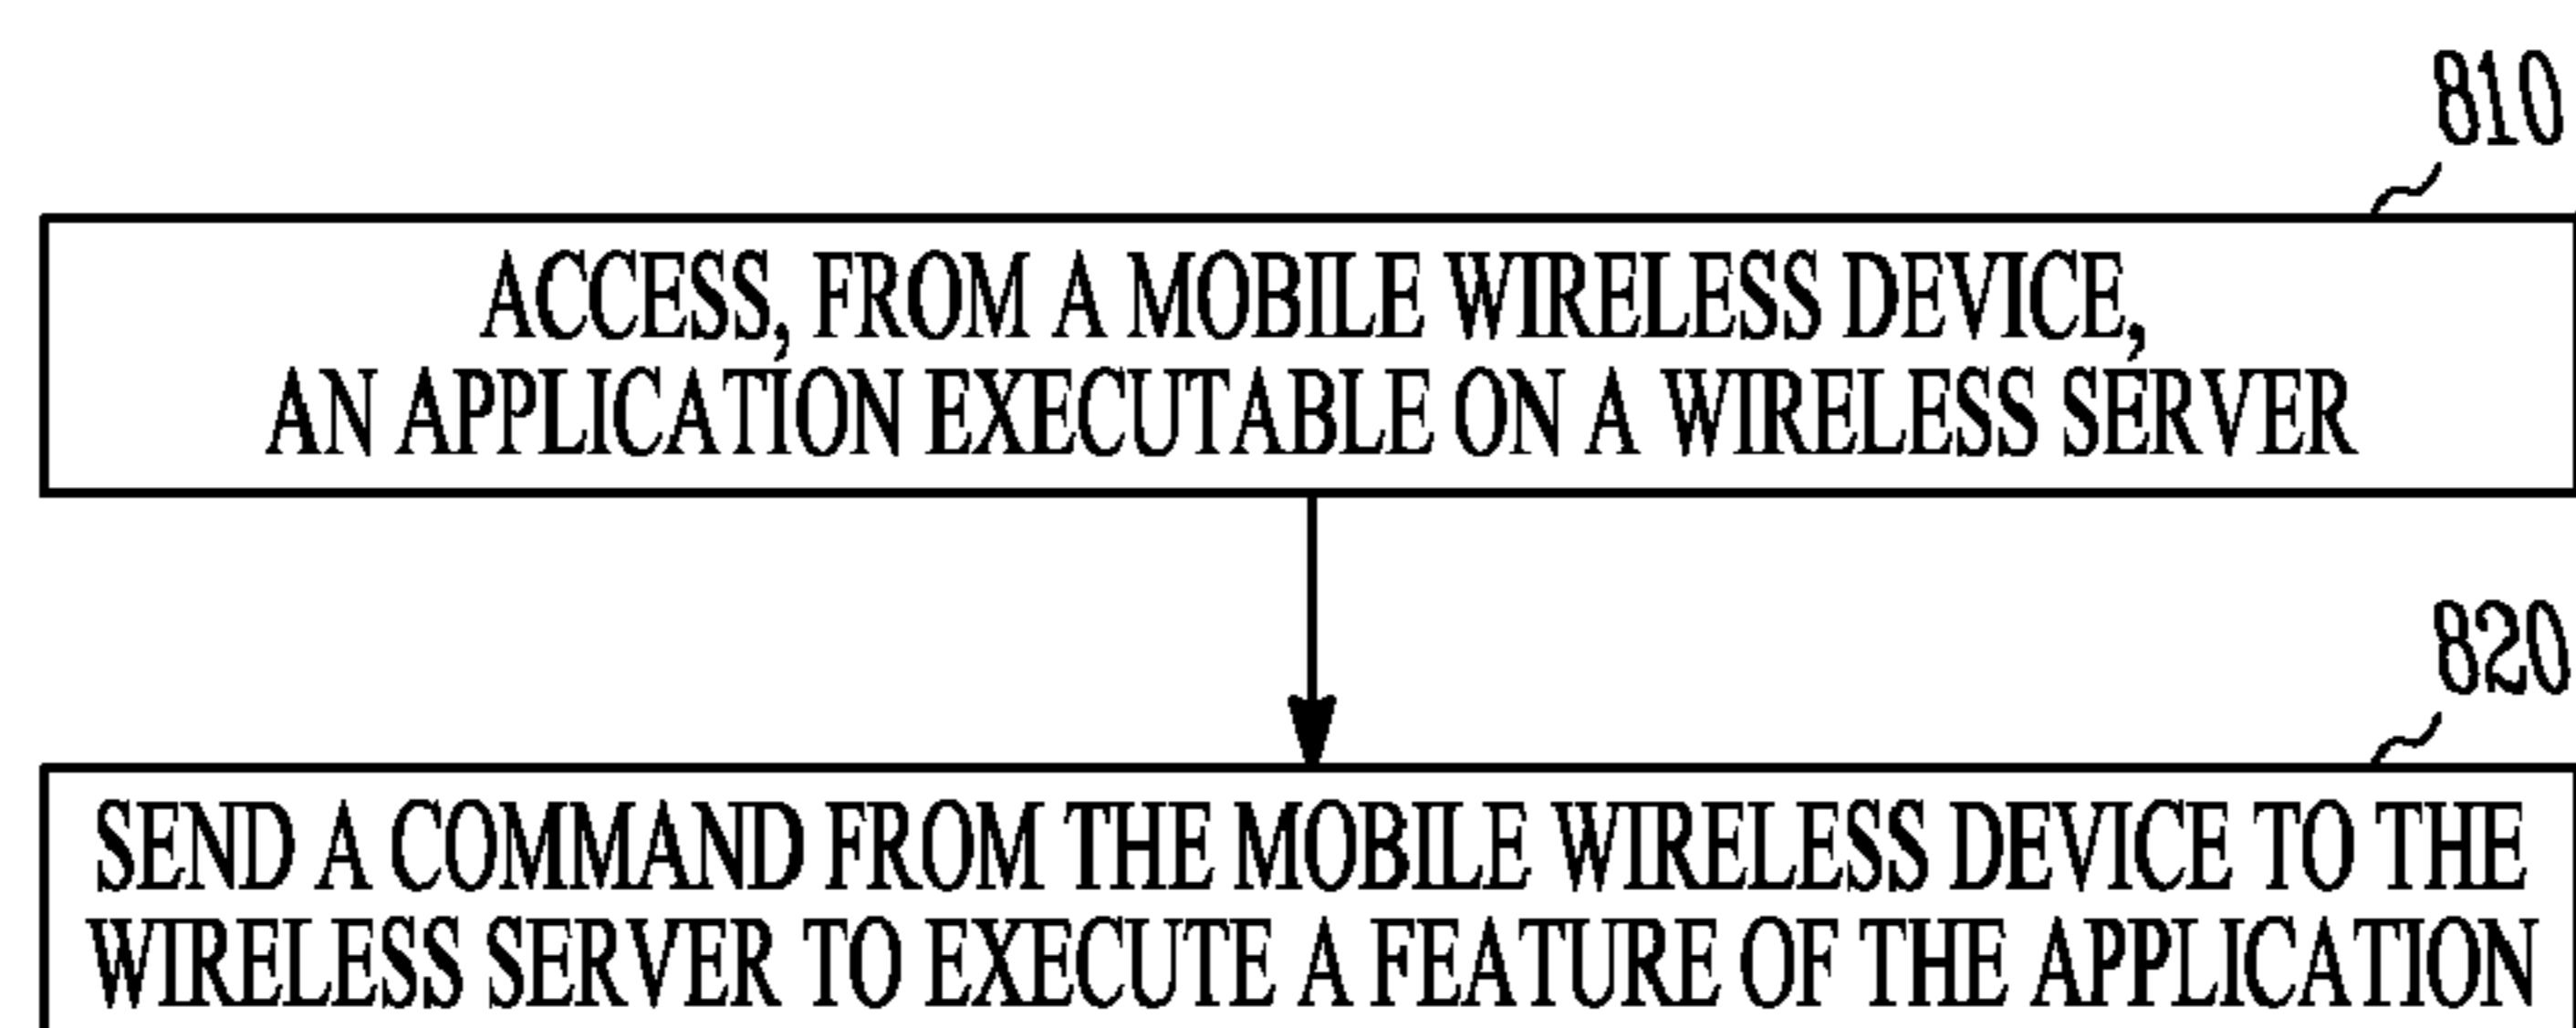 810
ACCESS, FROM A MOBILE WIRELESS DEVICE,
AN APPLICATION EXECUTABLE ON A WIRELESS SERVER
820
SEND A COMMAND FROM THE MOBILE WIRELESS DEVICE TO THE
WIRELESS SERVER TO EXECUTE A FEATURE OF THE APPLICATION